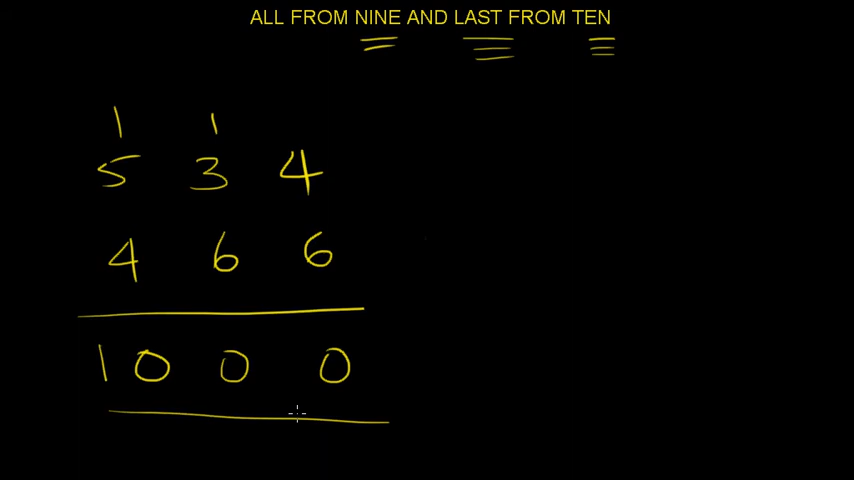 ALL FROM NINE AND LAST FROM TEN
1 1
5 3 4
4 6 6
1 0 0 0